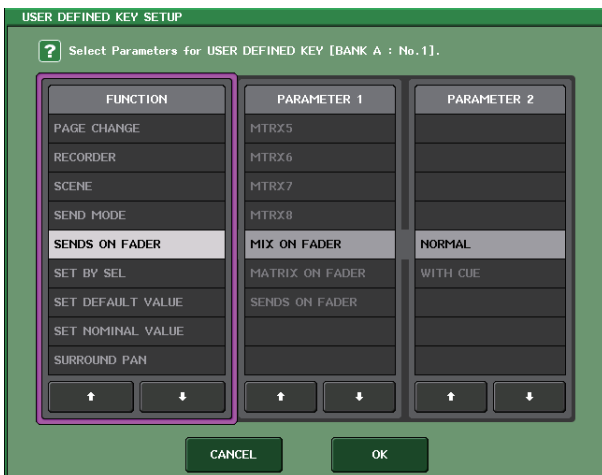 USER DEFINED KEY SETUP
? Select Parameters for USER DEFINED KEY [BANK A : No.1].
FUNCTION
PAGE CHANGE
RECORDER
SCENE
SEND MODE
SENDS ON FADER
SET BY SEL
SET DEFAULT VALUE
SET NOMINAL VALUE
SURROUND PAN
PARAMETER 1
MTRX5
MTRX6
MTRX7
MTRX8
MIX ON FADER
MATRIX ON FADER
SENDS ON FADER
PARAMETER 2
NORMAL
WITH CUE
CANCEL
OK